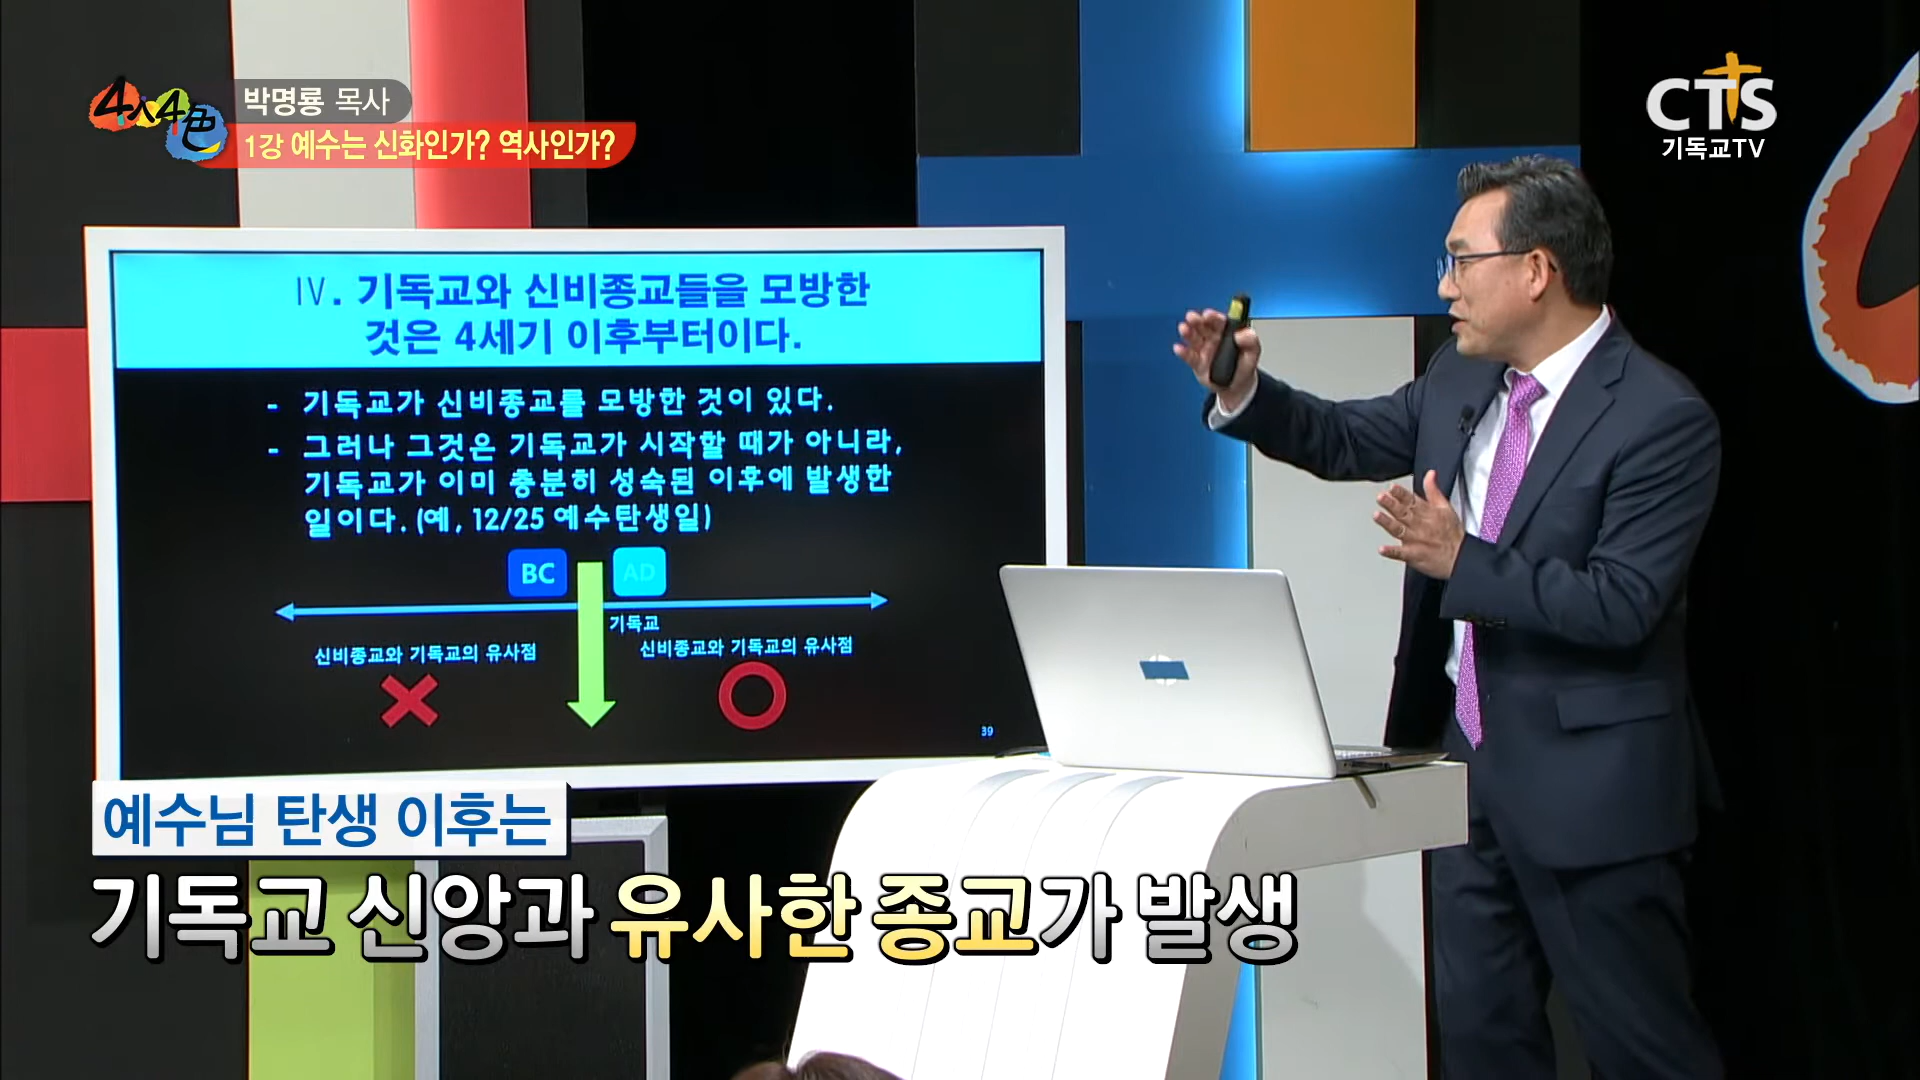 4人4色
박명룡 목사
1강 예수는 신화인가? 역사인가?
CTS
기독교TV
IV. 기독교와 신비종교들을 모방한
것은 4세기 이후부터이다.
- 기독교가 신비종교를 모방한 것이 있다.
- 그러나 그것은 기독교가 시작할 때가 아니라,
기독교가 이미 충분히 성숙된 이후에 발생한
일이다. (예, 12/25 예수탄생일)
BC
AD
기독교
신비종교와 기독교의 유사점
신비종교와 기독교의 유사점
39
예수님 탄생 이후는
기독교 신앙과 유사한 종교가 발생